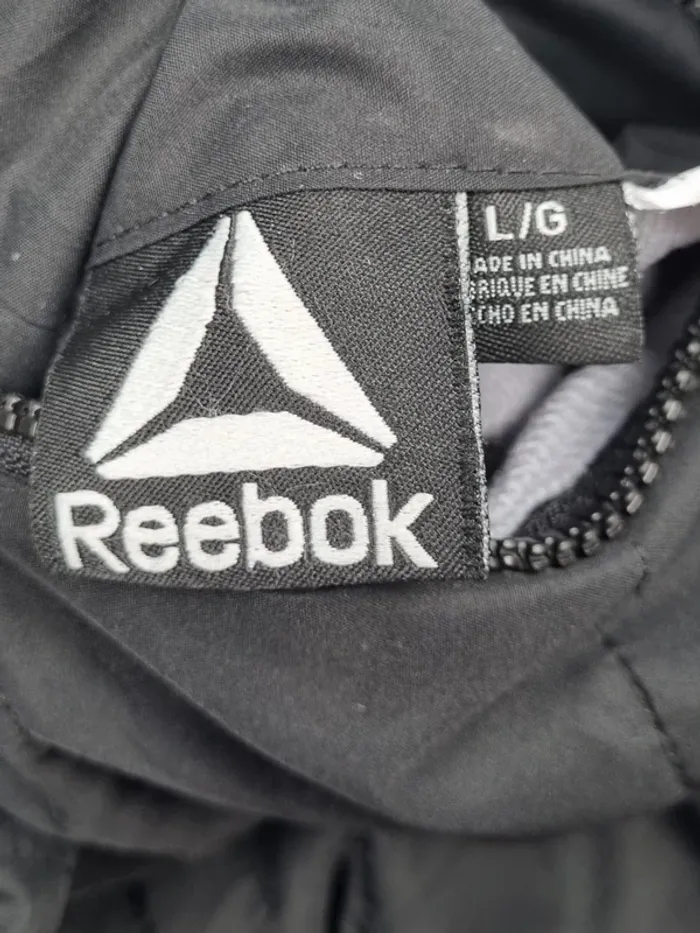 Reebok
L/G
ADE IN CHINA
RIQUE EN CHINE
CHO EN CHINA